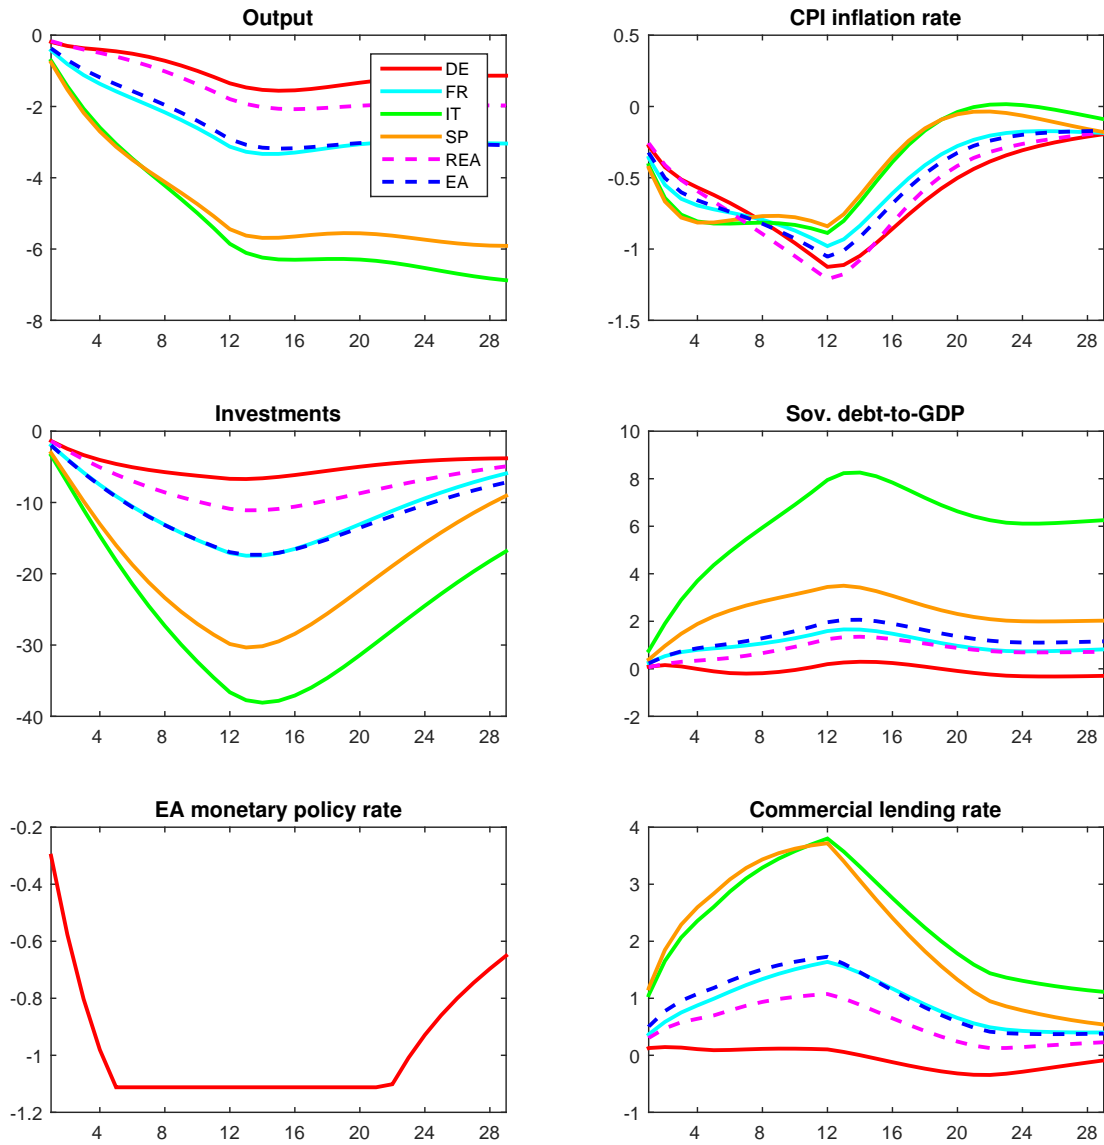 Output
0
-2
-4
-6
-8
4 8 12 16 20 24 28
DE
FR
IT
SP
REA
EA
CPI inflation rate
0.5
0
-0.5
-1
-1.5
4 8 12 16 20 24 28
Investments
0
-10
-20
-30
-40
4 8 12 16 20 24 28
Sov. debt-to-GDP
10
8
6
4
2
0
-2
4 8 12 16 20 24 28
EA monetary policy rate
-0.2
-0.4
-0.6
-0.8
-1
-1.2
4 8 12 16 20 24 28
Commercial lending rate
4
3
2
1
0
-1
4 8 12 16 20 24 28